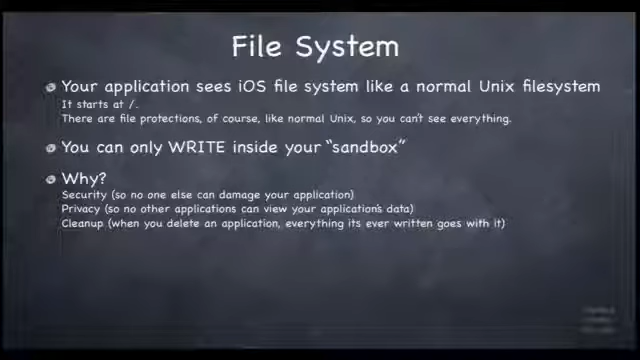 File System
Your application sees iOS file system like a normal Unix filesystem
It starts at /.
There are file protections, of course, like normal Unix, so you can't see everything.
You can only WRITE inside your “sandbox”
Why?
Security (so no one else can damage your application)
Privacy (so no other applications can view your application's data)
Cleanup (when you delete an application, everything its ever written goes with it)